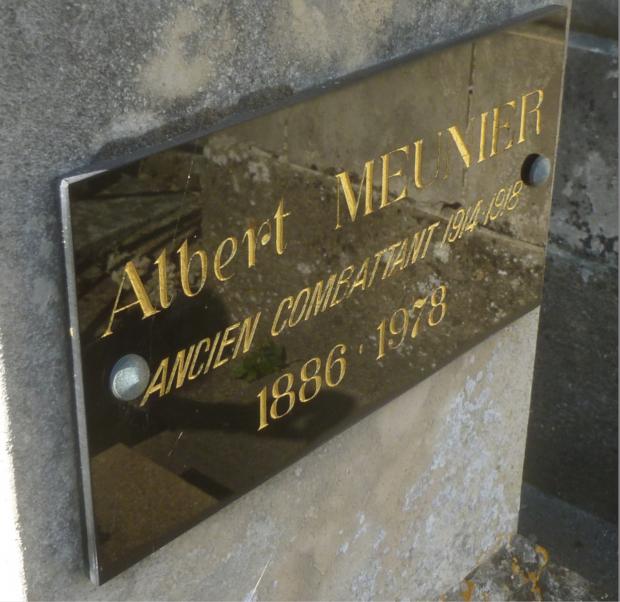 Albert MEUNIER
ANCIEN COMBATTANT 1914-1918
1886 · 1978